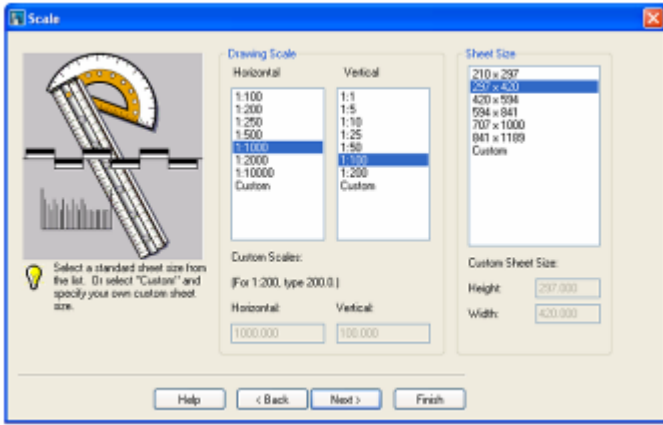 Scale
Drawing Scale
Horizontal
1:100
1:200
1:250
1:500
1:1000
1:2000
1:10000
Custom
Vertical
1:1
1:5
1:10
1:25
1:50
1:100
1:200
Custom
Custom Scales:
(For 1:200, type 200.0.)
Horizontal:
1000.000
Vertical:
100.000
Sheet Size
210 x 297
297 x 420
420 x 594
594 x 841
707 x 1000
841 x 1189
Custom
Custom Sheet Size:
Height:
297.000
Width:
420.000
Select a standard sheet size from
the list. Or select "Custom" and
specify your own custom sheet
size.
Help
< Back
Next >
Finish